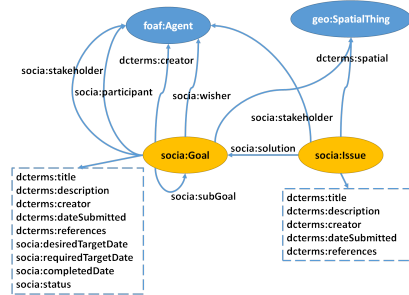 foaf:Agent
geo:SpatialThing
dcterms:creator
dcterms:spatial
socia:stakeholder
socia:participant
socia:wisher
socia:stakeholder
socia:Goal
socia:solution
socia:Issue
socia:subGoal
dcterms:title
dcterms:description
dcterms:creator
dcterms:dateSubmitted
dcterms:references
socia:desiredTargetDate
socia:requiredTargetDate
socia:completedDate
socia:status
dcterms:title
dcterms:description
dcterms:creator
dcterms:dateSubmitted
dcterms:references